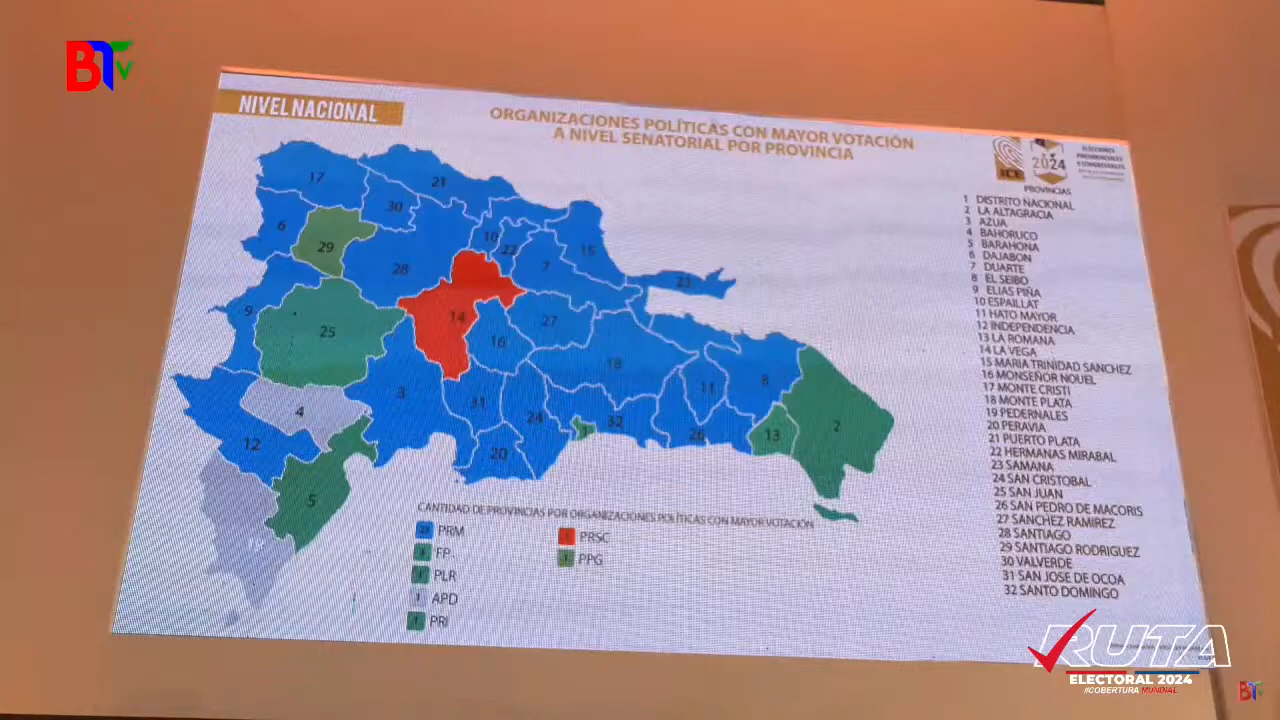 BTV
NIVEL NACIONAL
ORGANIZACIONES POLÍTICAS CON MAYOR VOTACIÓN
A NIVEL SENATORIAL POR PROVINCIA
JCE
2024
ELECCIONES
PRESIDENCIALES
Y CONGRESUALES
PROVINCIAS
1 DISTRITO NACIONAL
2 LA ALTAGRACIA
3 AZUA
4 BAHORUCO
5 BARAHONA
6 DAJABON
7 DUARTE
8 EL SEIBO
9 ELIAS PIÑA
10 ESPAILLAT
11 HATO MAYOR
12 INDEPENDENCIA
13 LA ROMANA
14 LA VEGA
15 MARIA TRINIDAD SANCHEZ
16 MONSEÑOR NOUEL
17 MONTE CRISTI
18 MONTE PLATA
19 PEDERNALES
20 PERAVIA
21 PUERTO PLATA
22 HERMANAS MIRABAL
23 SAMANA
24 SAN CRISTOBAL
25 SAN JUAN
26 SAN PEDRO DE MACORIS
27 SANCHEZ RAMIREZ
28 SANTIAGO
29 SANTIAGO RODRIGUEZ
30 VALVERDE
31 SAN JOSE DE OCOA
32 SANTO DOMINGO
17
21
30
6
29
10
22
15
28
7
23
9
25
14
27
16
18
4
3
31
11
8
24
32
26
13
2
12
20
5
CANTIDAD DE PROVINCIAS POR ORGANIZACIONES POLÍTICAS CON MAYOR VOTACIÓN
PRM
PRSC
FP
1 PPG
1 PLR
1 APD
1 PRI
RUTA
ELECTORAL 2024
#COBERTURA MUNDIAL
BTV